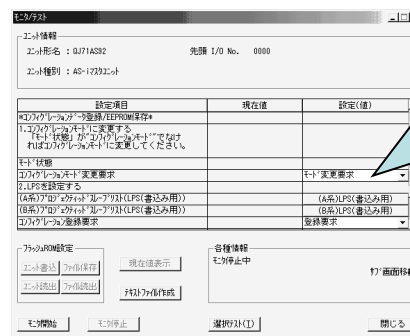 モニタ/テスト
ユニット情報
ユニット形名 : QJ71AS92
先頭 I/O No. 0000
ユニット種別 : AS-iマスタユニット
設定項目
現在値
設定(値)
*コンフィグレーションデータ登録/EEPROM保存*
1.コンフィグレーションモードに変更する
「モード状態」が"コンフィグレーションモード"でなけ
ればコンフィグレーションモードに変更してください。
モード状態
コンフィグレーションモード変更要求
モード変更要求
2.LPSを設定する
(A系)プロジェクティッドスレーブリスト(LPS(書込み用))
(A系)LPS(書込み用)
(B系)プロジェクティッドスレーブリスト(LPS(書込み用))
(B系)LPS(書込み用)
コンフィグレーション登録要求
登録要求
フラッシュROM設定
ユニット書込
ファイル保存
ユニット読出
ファイル読出
現在値表示
テキストファイル作成
各種情報
モニタ停止中
サブ画面移
モニタ開始
モニタ停止
選択テスト(T)
閉じる